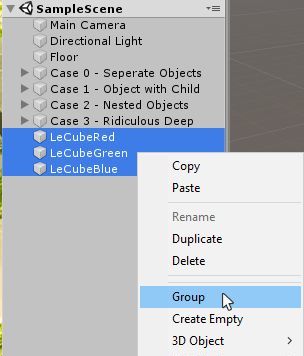 SampleScene
Main Camera
Directional Light
Floor
Case 0 - Seperate Objects
Case 1 - Object with Child
Case 2 - Nested Objects
Case 3 - Ridiculous Deep
LeCubeRed
LeCubeGreen
LeCubeBlue
Copy
Paste
Rename
Duplicate
Delete
Group
Create Empty
3D Object